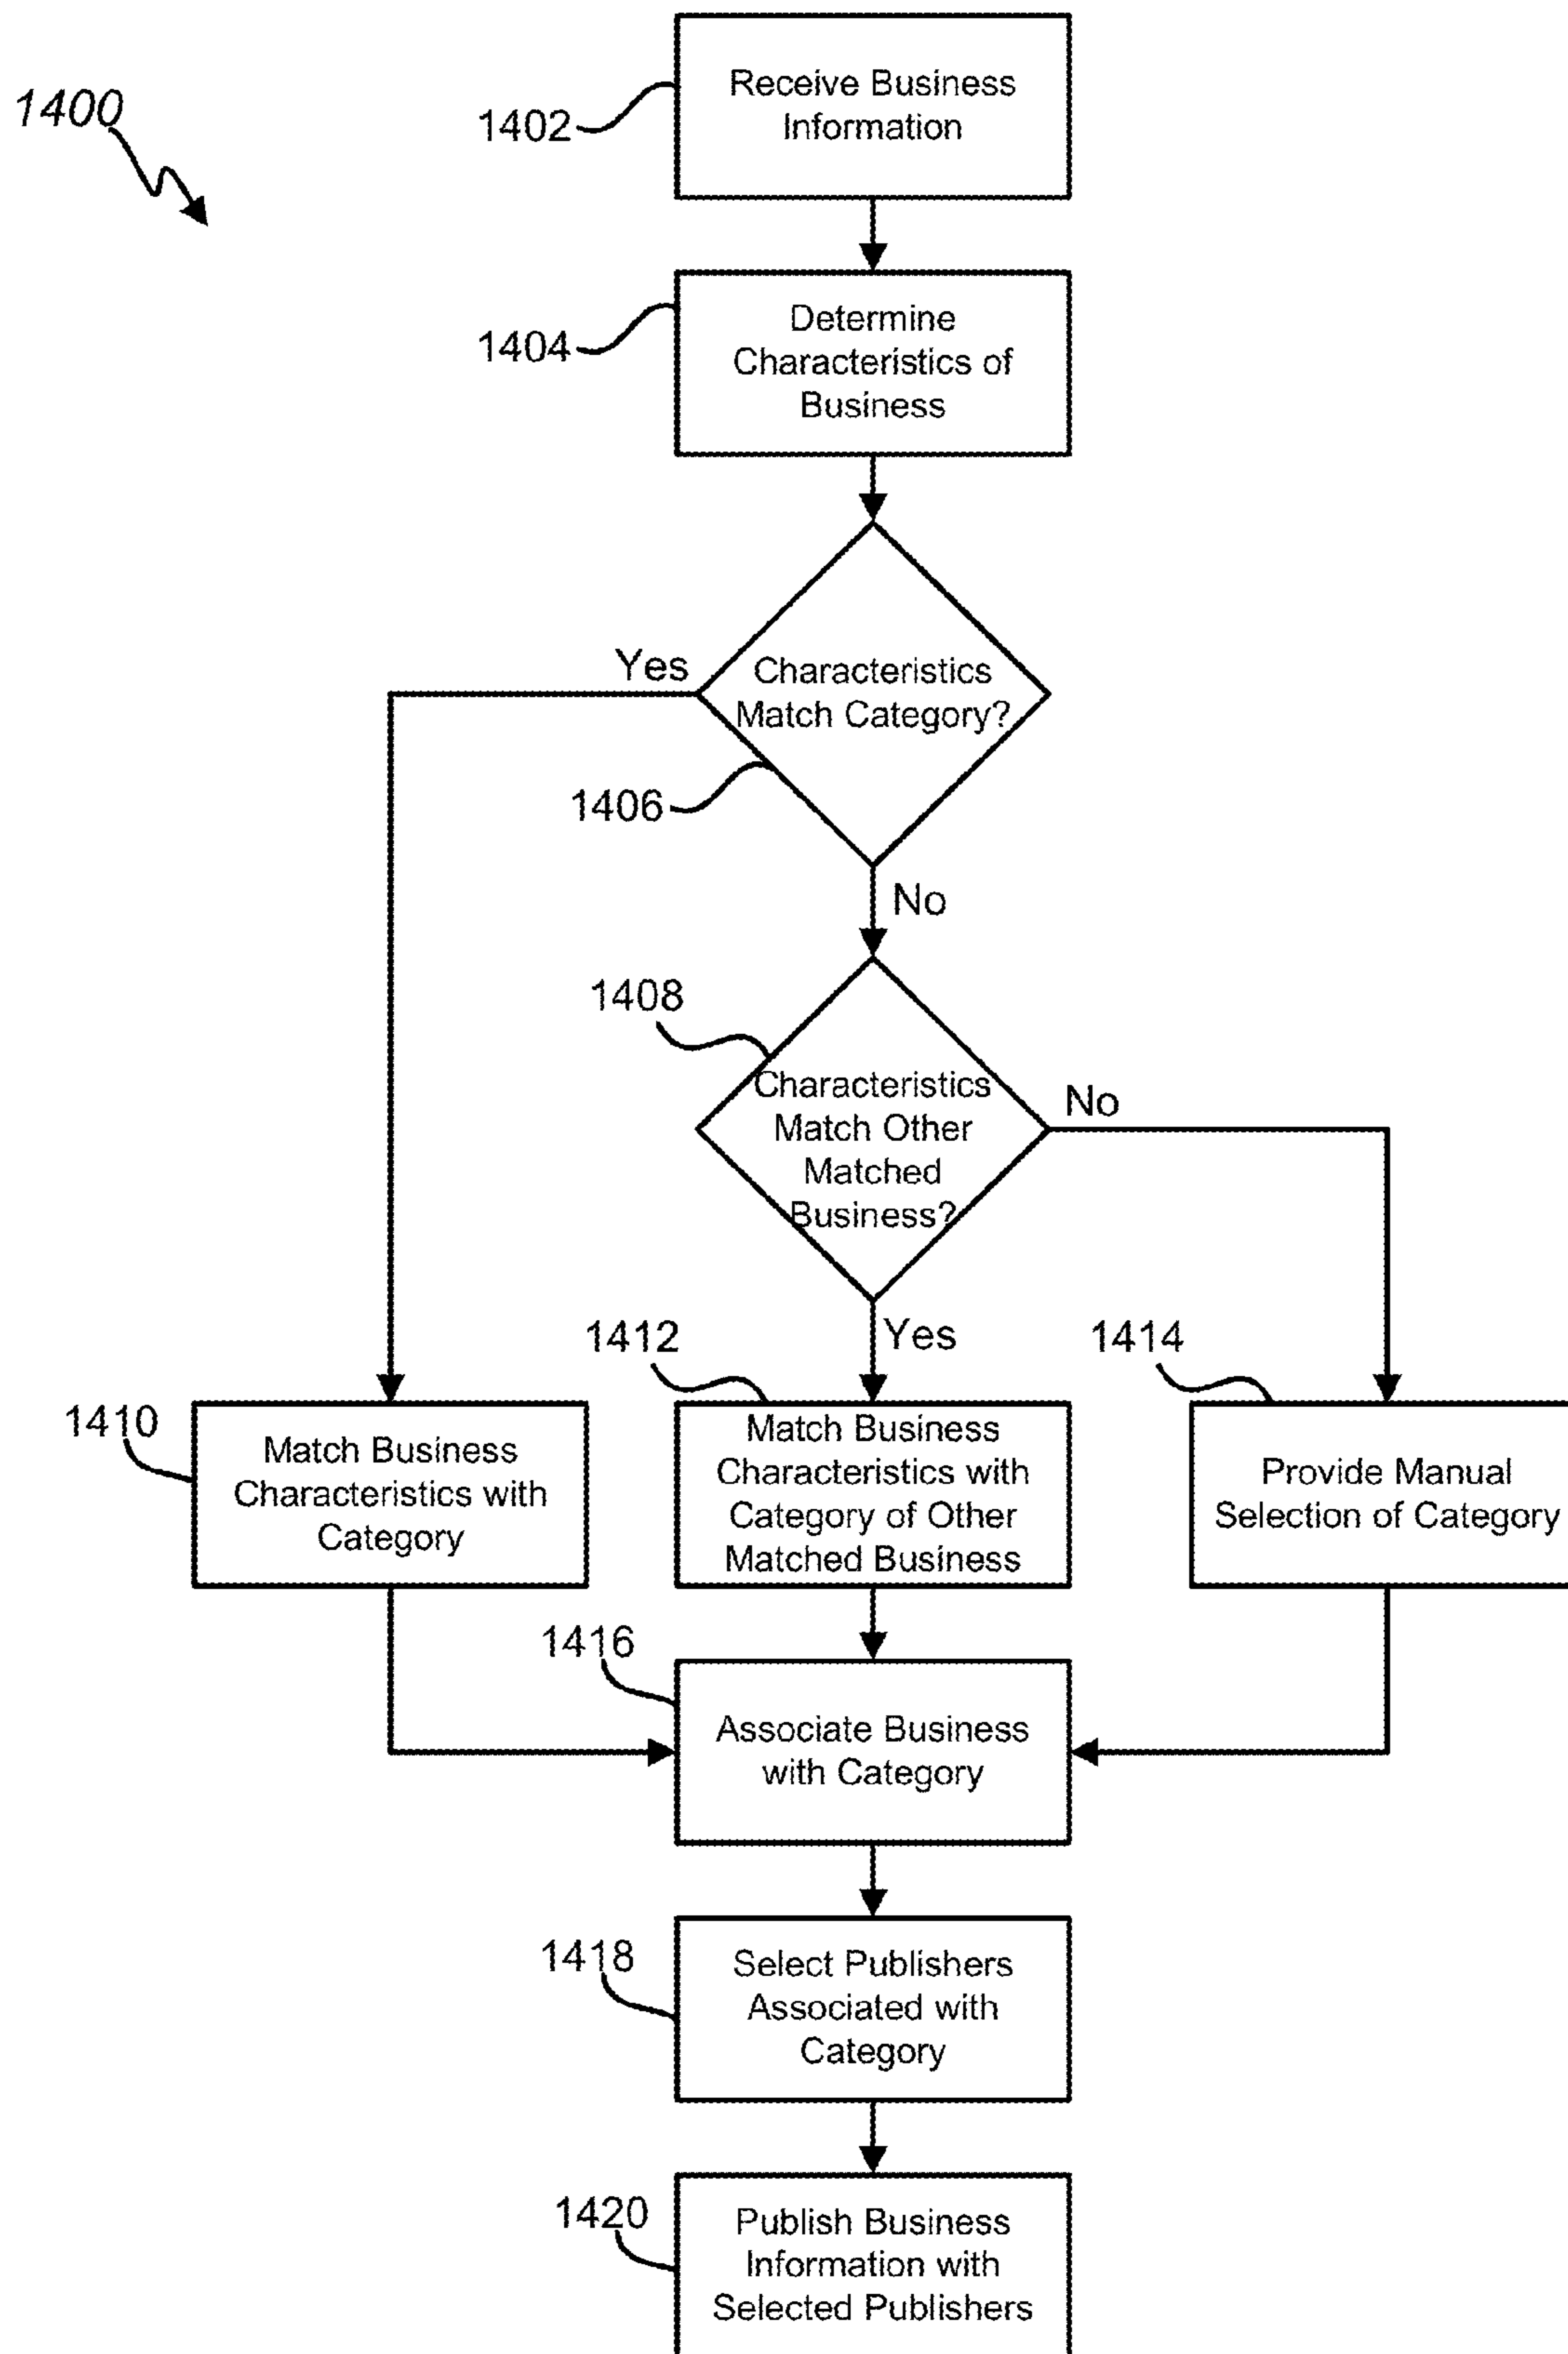 1400
1402
Receive Business
Information
1404
Determine
Characteristics of
Business
Yes
Characteristics
Match Category?
1406
No
1408
Characteristics
Match Other
Matched
Business?
No
Yes
1412
1414
1410
Match Business
Characteristics with
Category
Match Business
Characteristics with
Category of Other
Matched Business
Provide Manual
Selection of Category
1416
Associate Business
with Category
1418
Select Publishers
Associated with
Category
1420
Publish Business
Information with
Selected Publishers